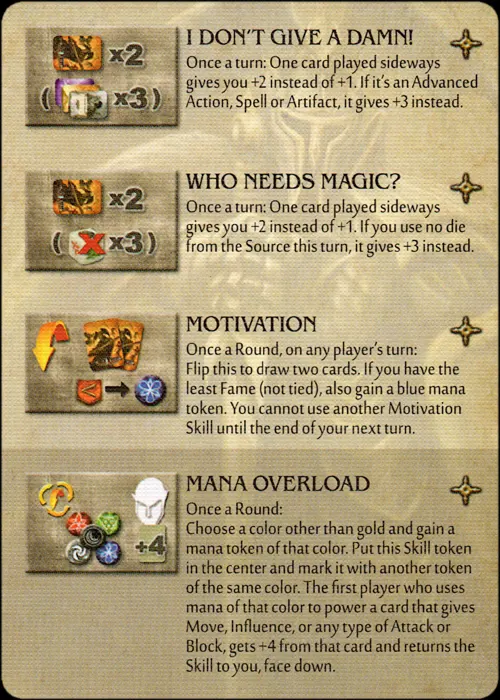 I DON'T GIVE A DAMN!
x2
Once a turn: One card played sideways
gives you +2 instead of +1. If it's an Advanced
( x3)
Action, Spell or Artifact, it gives +3 instead.
WHO NEEDS MAGIC?
x2
Once a turn: One card played sideways
gives you +2 instead of +1. If you use no die
( x3)
from the Source this turn, it gives +3 instead.
MOTIVATION
Once a Round, on any player's turn:
Flip this to draw two cards. If you have the
least Fame (not tied), also gain a blue mana
token. You cannot use another Motivation
Skill until the end of your next turn.
MANA OVERLOAD
Once a Round:
Choose a color other than gold and gain a
mana token of that color. Put this Skill token
+4
in the center and mark it with another token
of the same color. The first player who uses
mana of that color to power a card that gives
Move, Influence, or any type of Attack or
Block, gets +4 from that card and returns the
Skill to you, face down.